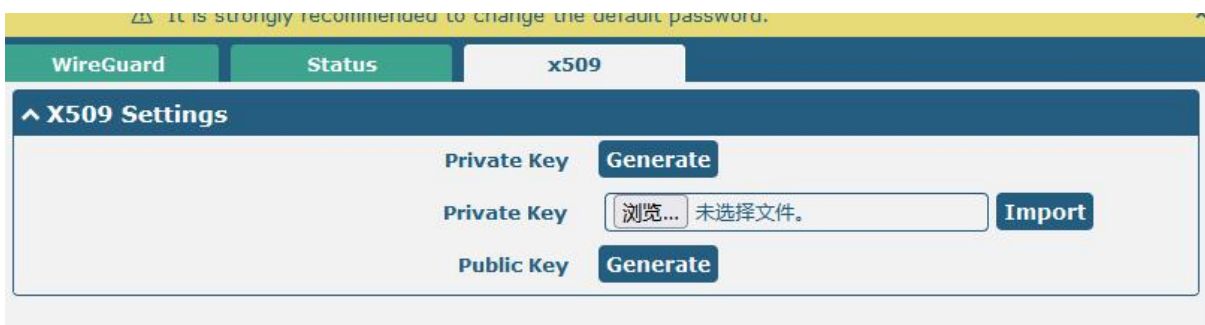 ⚠ It is strongly recommended to change the default password.
WireGuard Status x509
X509 Settings
Private Key Generate
Private Key 浏览... 未选择文件。 Import
Public Key Generate